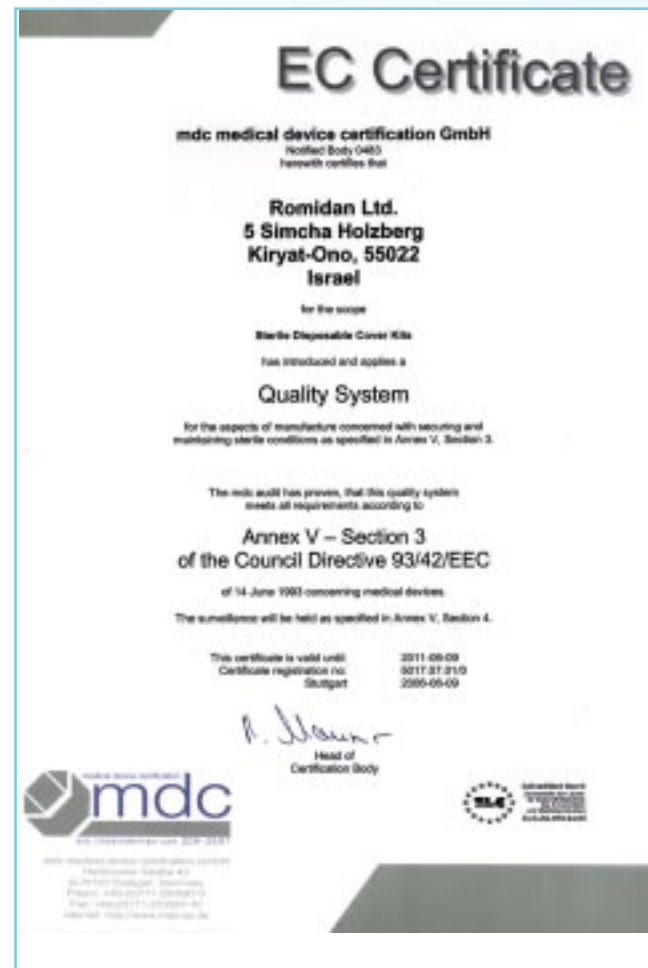 EC Certificate
mdc medical device certification GmbH
Notified Body 0483
herewith certifies that
Romidan Ltd.
5 Simcha Holzberg
Kiryat-Ono, 55022
Israel
for the scope
Sterile Disposable Cover Kits
has introduced and applies a
Quality System
for the aspects of manufacture concerned with securing and
maintaining sterile conditions as specified in Annex V, Section 3.
The mdc audit has proven, that this quality system
meets all requirements according to
Annex V – Section 3
of the Council Directive 93/42/EEC
of 14 June 1993 concerning medical devices.
The surveillance will be held as specified in Annex V, Section 4.
This certificate is valid until:
Certificate registration no:
Stuttgart
Head of
Certification Body
medical device certification
mdc